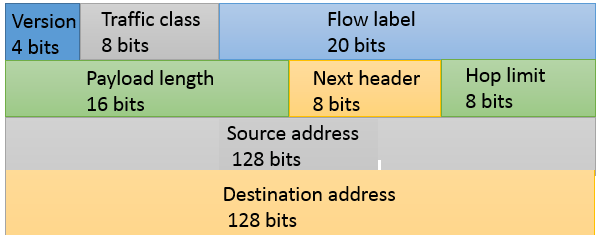 Version
4 bits
Traffic class
8 bits
Flow label
20 bits
Payload length
16 bits
Next header
8 bits
Hop limit
8 bits
Source address
128 bits
Destination address
128 bits